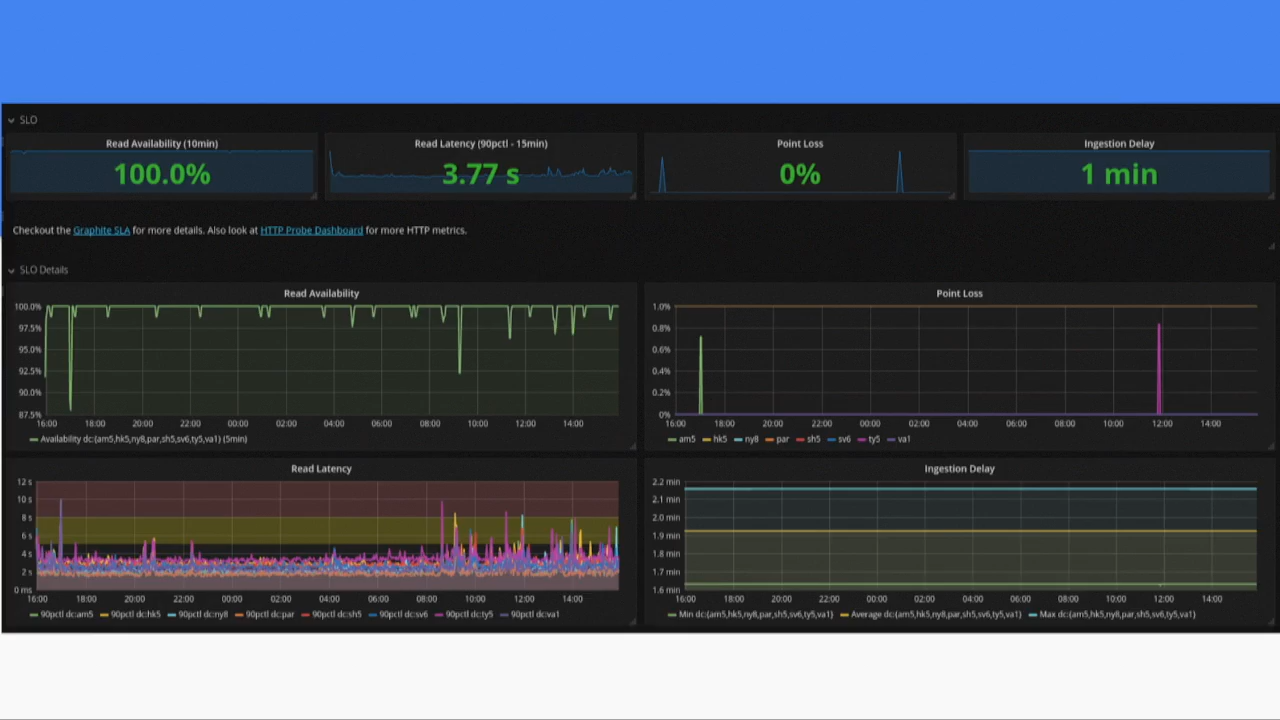 SLO
Read Availability (10min)
100.0%
Read Latency (90pctl - 15min)
3.77 s
Point Loss
0%
Ingestion Delay
1 min
Checkout the Graphite SLA for more details. Also look at HTTP Probe Dashboard for more HTTP metrics.
SLO Details
Read Availability
100.0%
97.5%
95.0%
92.5%
90.0%
87.5%
16:00 18:00 20:00 22:00 00:00 02:00 04:00 06:00 08:00 10:00 12:00 14:00
Availability dc:{am5,hk5,ny8,par,sh5,sv6,ty5,va1} (5min)
Point Loss
1.0%
0.8%
0.6%
0.4%
0.2%
0%
16:00 18:00 20:00 22:00 00:00 02:00 04:00 06:00 08:00 10:00 12:00 14:00
am5 hk5 ny8 par sh5 sv6 ty5 va1
Read Latency
12 s
10 s
8 s
6 s
4 s
2 s
0 ms
16:00 18:00 20:00 22:00 00:00 02:00 04:00 06:00 08:00 10:00 12:00 14:00
90pctl dc:am5 90pctl dc:hk5 90pctl dc:ny8 90pctl dc:par 90pctl dc:sh5 90pctl dc:sv6 90pctl dc:ty5 90pctl dc:va1
Ingestion Delay
2.2 min
2.1 min
2.0 min
1.9 min
1.8 min
1.7 min
1.6 min
16:00 18:00 20:00 22:00 00:00 02:00 04:00 06:00 08:00 10:00 12:00 14:00
Min dc:{am5,hk5,ny8,par,sh5,sv6,ty5,va1} Average dc:{am5,hk5,ny8,par,sh5,sv6,ty5,va1} Max dc:{am5,hk5,ny8,par,sh5,sv6,ty5,va1}